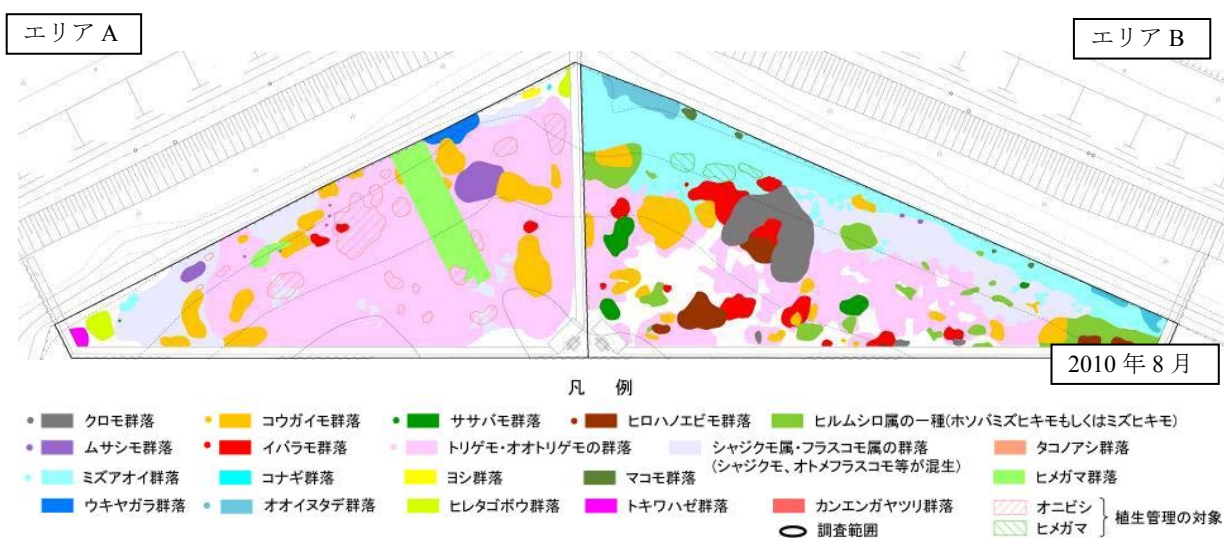 エリア A
エリア B
2010 年 8 月
凡 例
クロモ群落 コウガイモ群落 ササバモ群落 ヒロハノエビモ群落 ヒルムシロ属の一種(ホソバミズヒキモもしくはミズヒキモ)
ムサシモ群落 イバラモ群落 トリゲモ・オオトリゲモの群落 シャジクモ属・フラスコモ属の群落 タコノアシ群落
(シャジクモ、オトメフラスコモ等が混生)
ミズアオイ群落 コナギ群落 ヨシ群落 マコモ群落 ヒメガマ群落
ウキヤガラ群落 オオイヌタデ群落 ヒレタゴボウ群落 トキワハゼ群落 カンエンガヤツリ群落 オニビシ
ヒメガマ
植生管理の対象
調査範囲